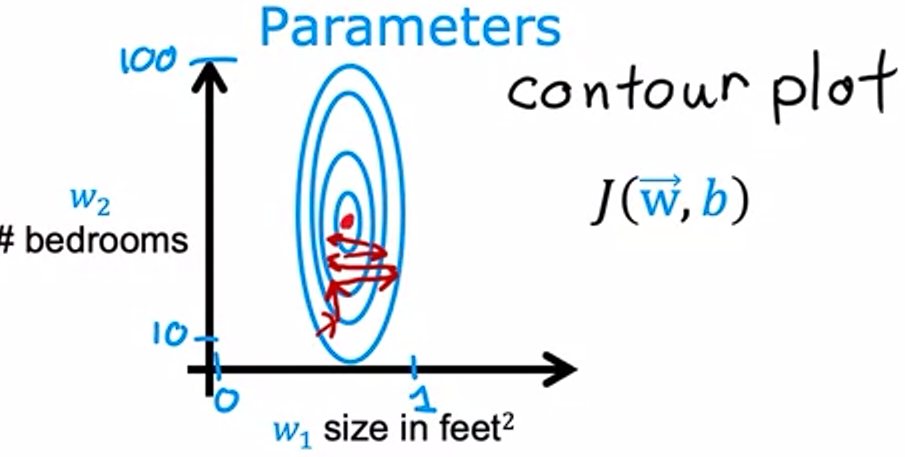 Parameters
100
contour plot
J(w⃗, b)
w₂
# bedrooms
10
0
1
w₁ size in feet²